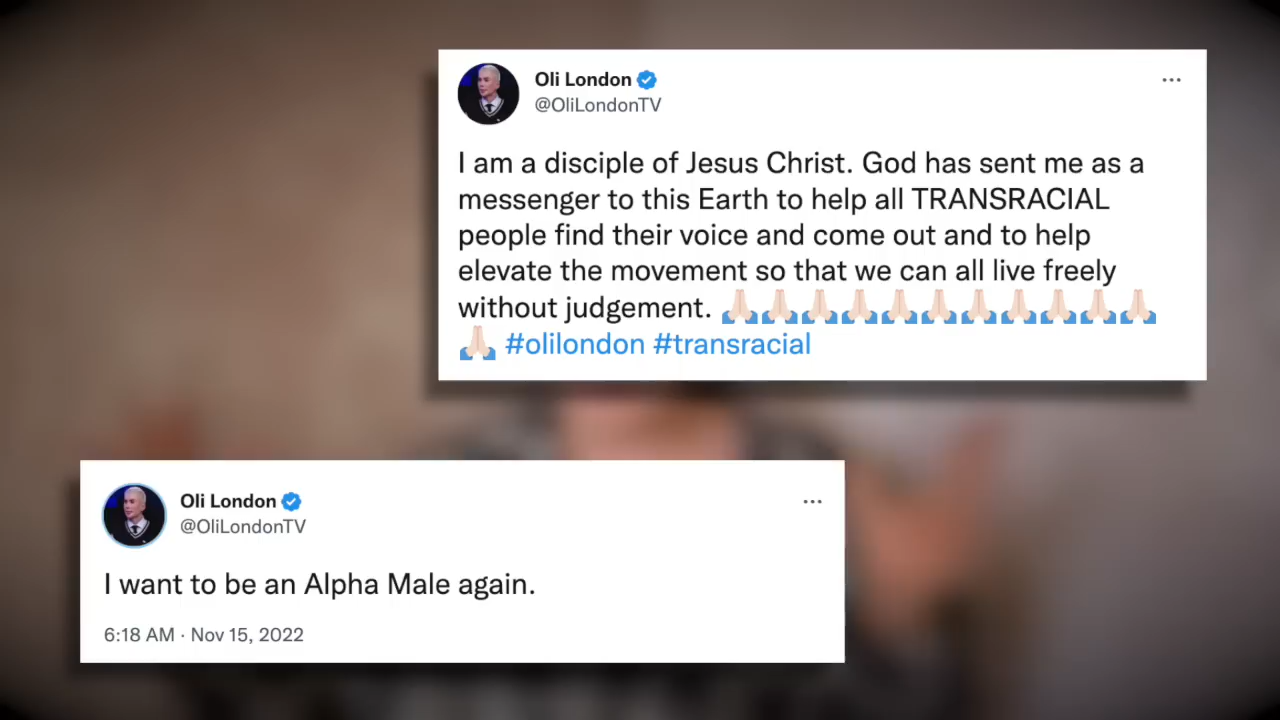 Oli London
@OliLondonTV
I am a disciple of Jesus Christ. God has sent me as a
messenger to this Earth to help all TRANSRACIAL
people find their voice and come out and to help
elevate the movement so that we can all live freely
without judgement. 🙏🏻🙏🏻🙏🏻🙏🏻🙏🏻🙏🏻🙏🏻🙏🏻🙏🏻🙏🏻🙏🏻
🙏🏻 #olilondon #transracial
Oli London
@OliLondonTV
I want to be an Alpha Male again.
6:18 AM · Nov 15, 2022